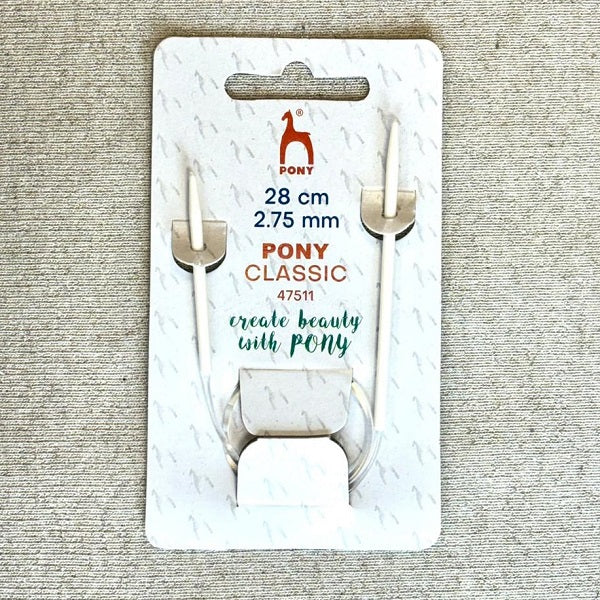 ®
PONY
28 cm
2.75 mm
PONY
CLASSIC
47511
create beauty
with PONY